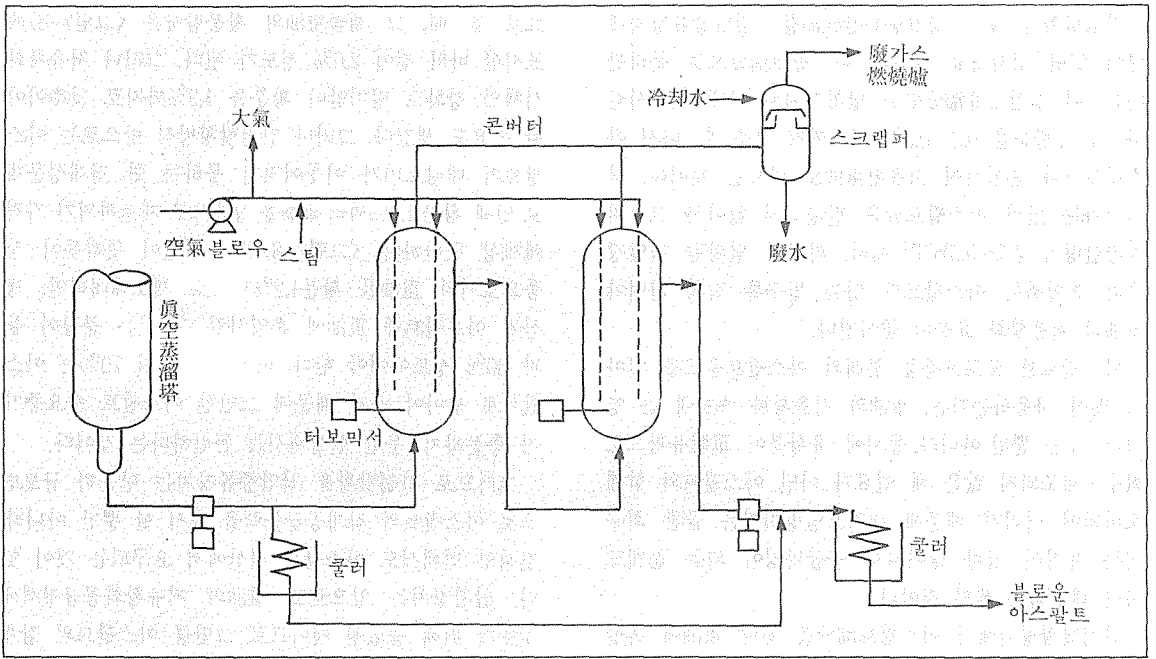 廢가스
燃燒爐
冷却水
스크랩퍼
大氣
콘버터
空氣블로우
스팀
廢水
眞空蒸溜塔
터보믹서
쿨러
쿨러
블로운
아스팔트